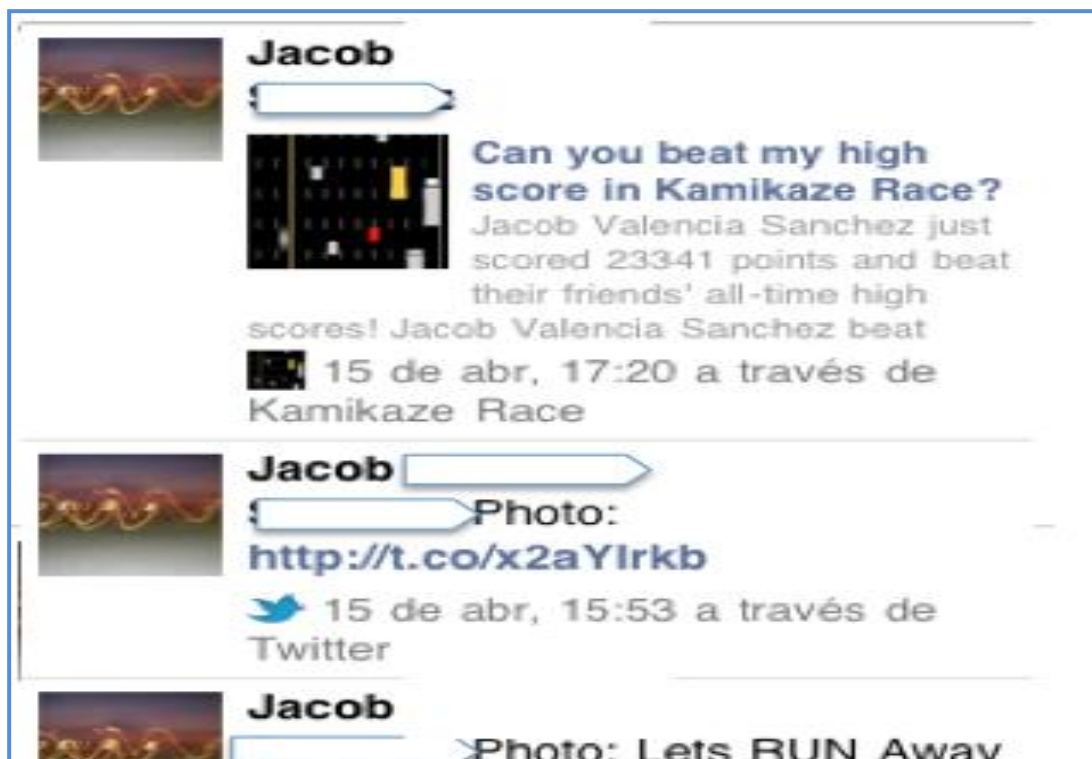 Jacob
Can you beat my high
score in Kamikaze Race?
Jacob Valencia Sanchez just
scored 23341 points and beat
their friends' all-time high
scores! Jacob Valencia Sanchez beat
15 de abr, 17:20 a través de
Kamikaze Race
Jacob
Photo:
http://t.co/x2aYlrkb
15 de abr, 15:53 a través de
Twitter
Jacob
Photo: Lets RUN Away